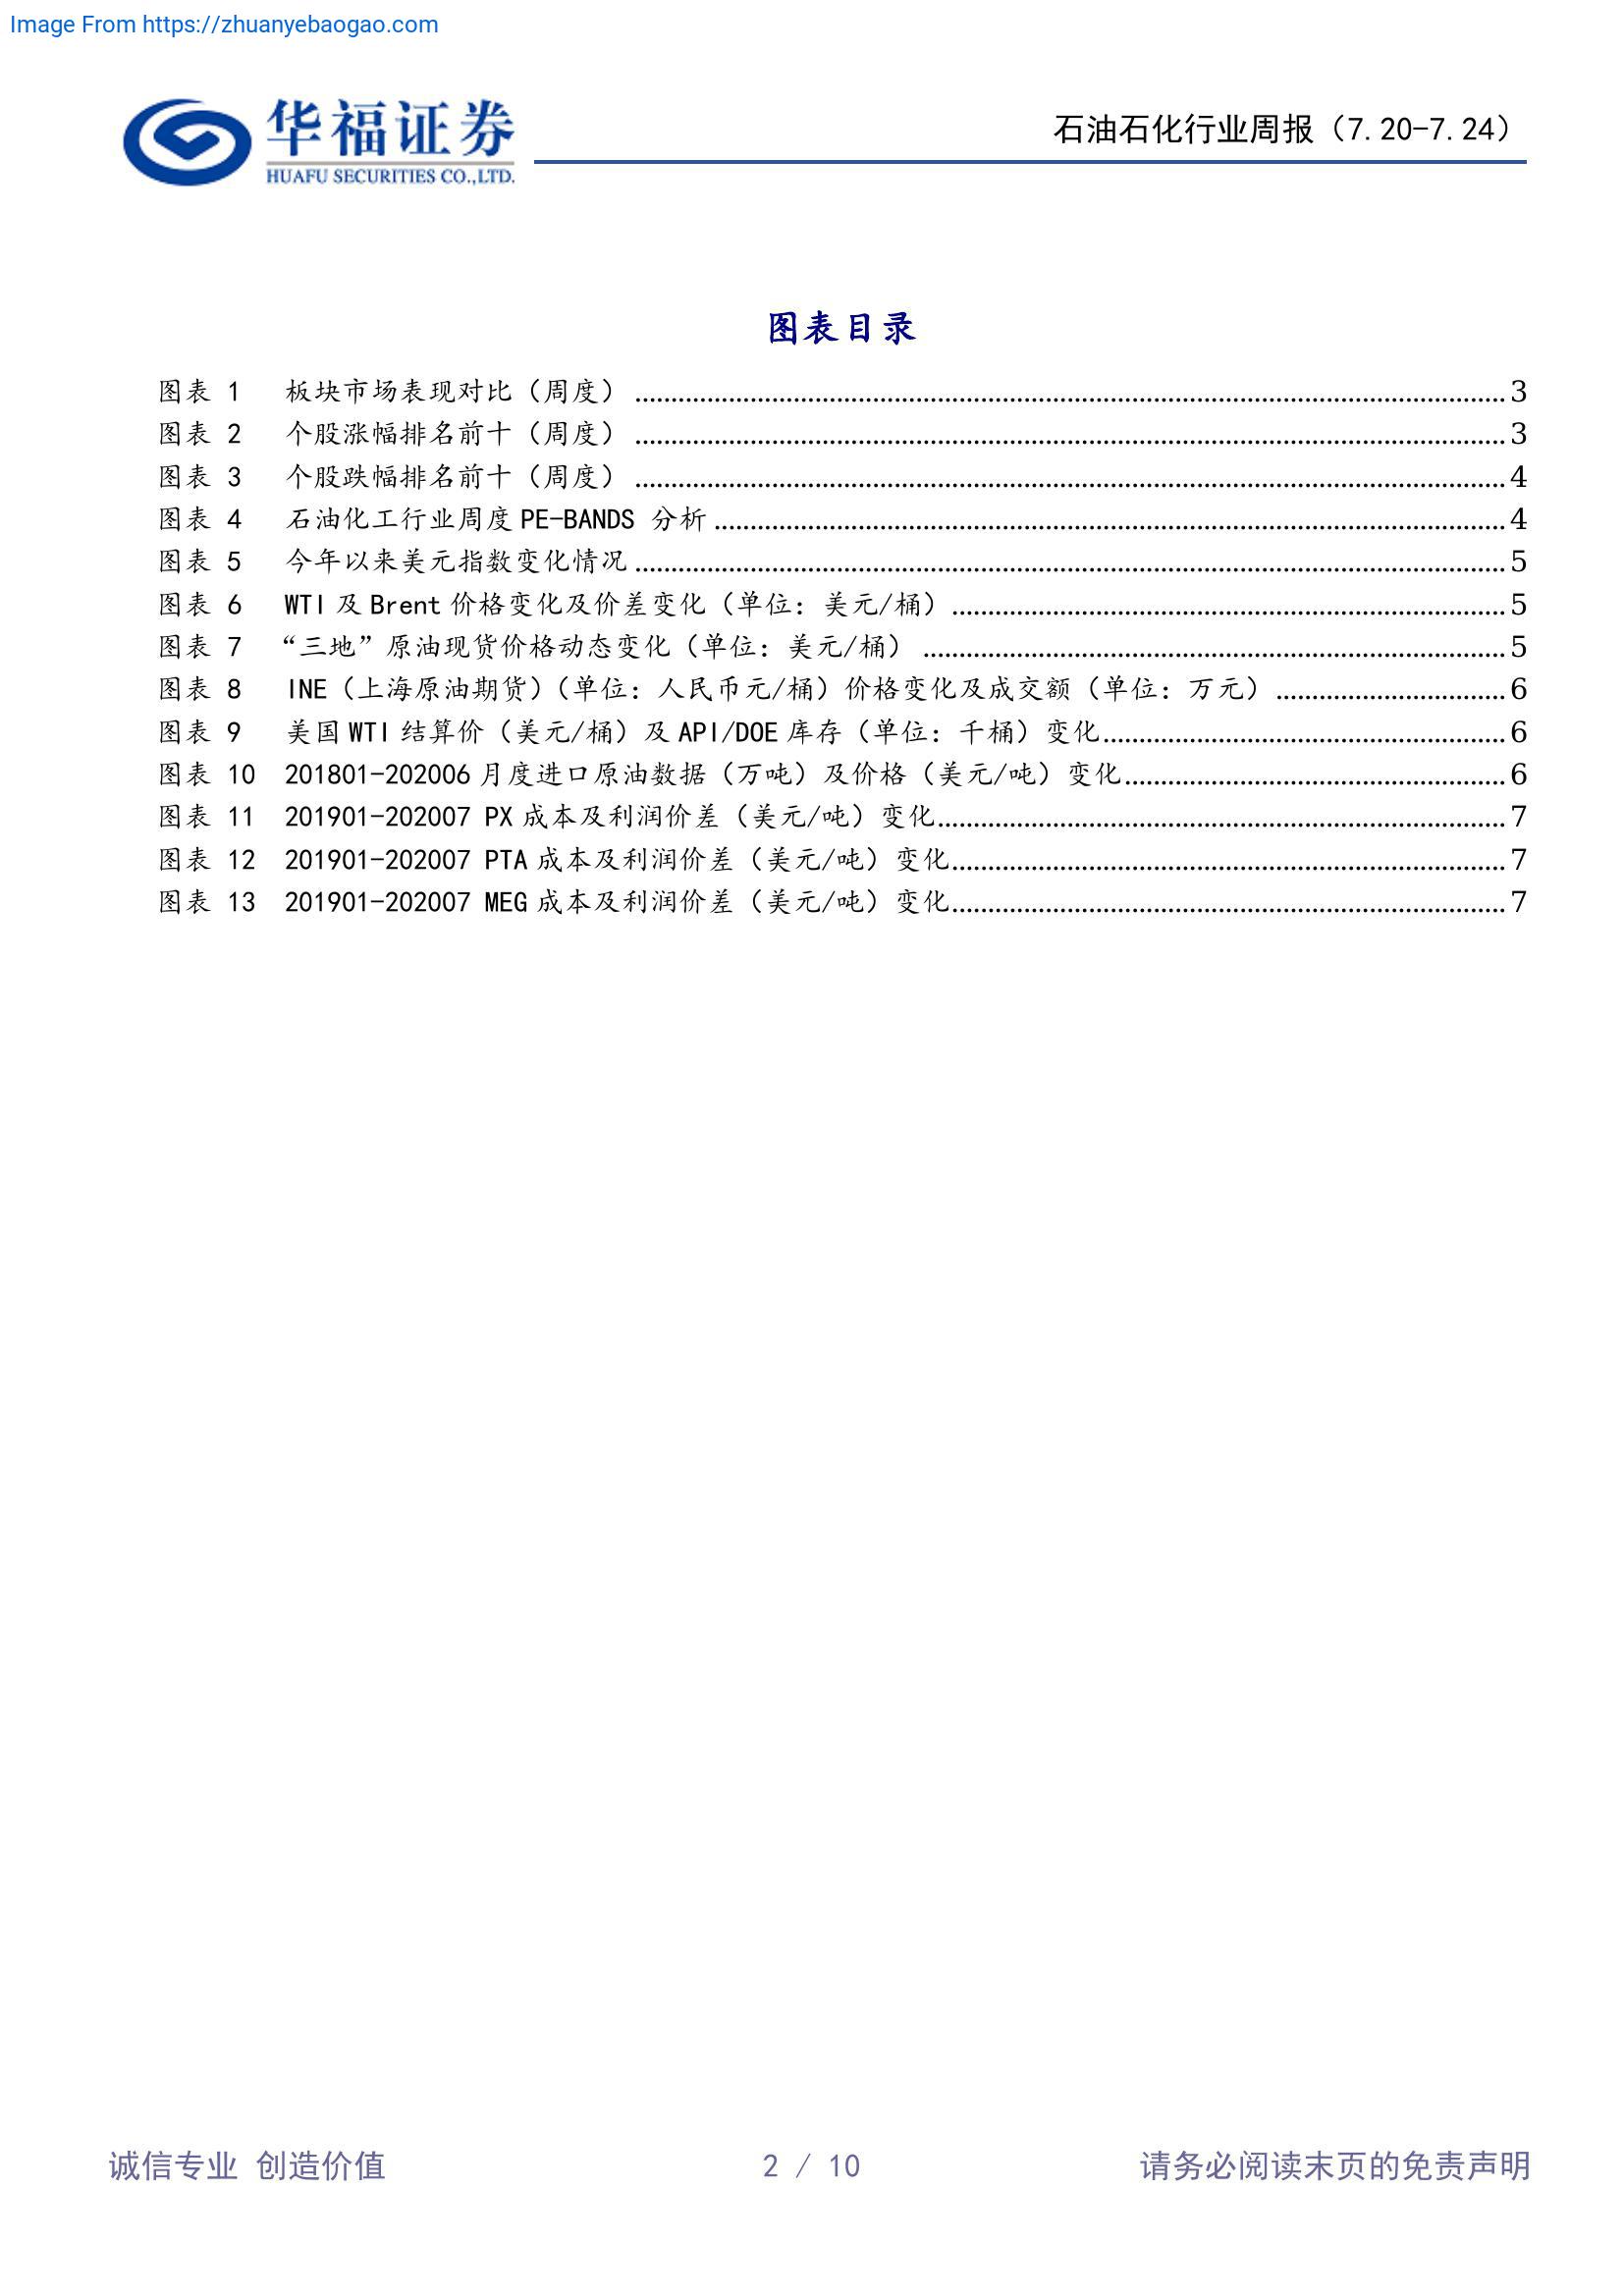 Image From https://zhuanyebaogao.com
华福证券
HUAFU SECURITIES CO.,LTD.
石油石化行业周报（7.20-7.24）
图表目录
图表 1 板块市场表现对比（周度）3
图表 2 个股涨幅排名前十（周度）3
图表 3 个股跌幅排名前十（周度）4
图表 4 石油化工行业周度 PE-BANDS 分析4
图表 5 今年以来美元指数变化情况5
图表 6 WTI 及 Brent 价格变化及价差变化（单位：美元/桶）5
图表 7 “三地”原油现货价格动态变化（单位：美元/桶）5
图表 8 INE（上海原油期货）（单位：人民币元/桶）价格变化及成交额（单位：万元）6
图表 9 美国 WTI 结算价（美元/桶）及 API/DOE 库存（单位：千桶）变化6
图表 10 201801-202006 月度进口原油数据（万吨）及价格（美元/吨）变化6
图表 11 201901-202007 PX 成本及利润价差（美元/吨）变化7
图表 12 201901-202007 PTA 成本及利润价差（美元/吨）变化7
图表 13 201901-202007 MEG 成本及利润价差（美元/吨）变化7
诚信专业 创造价值 2 / 10 请务必阅读末页的免责声明